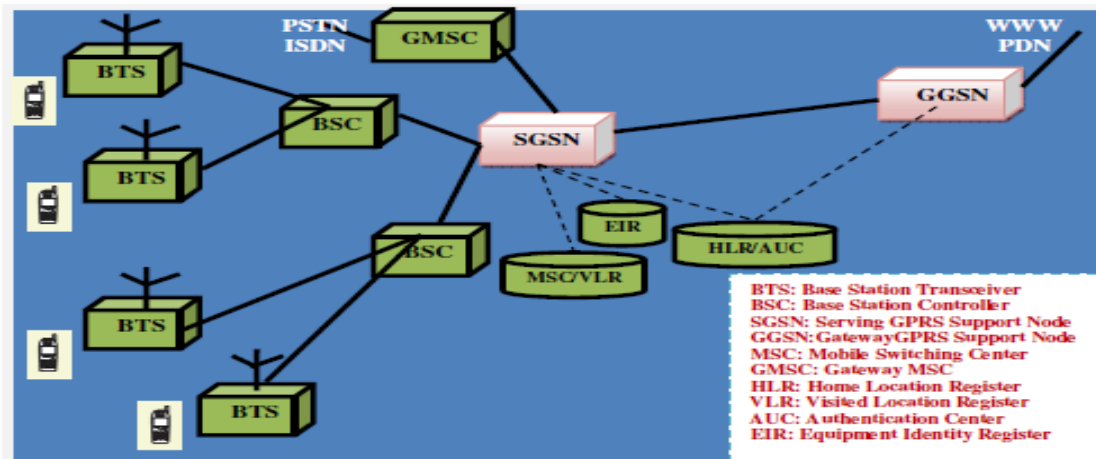 PSTN
ISDN
GMSC
WWW
PDN
BTS
GGSN
BSC
SGSN
BTS
EIR
HLR/AUC
BSC
MSC/VLR
BTS
BTS
BTS: Base Station Transceiver
BSC: Base Station Controller
SGSN: Serving GPRS Support Node
GGSN:GatewayGPRS Support Node
MSC: Mobile Switching Center
GMSC: Gateway MSC
HLR: Home Location Register
VLR: Visited Location Register
AUC: Authentication Center
EIR: Equipment Identity Register